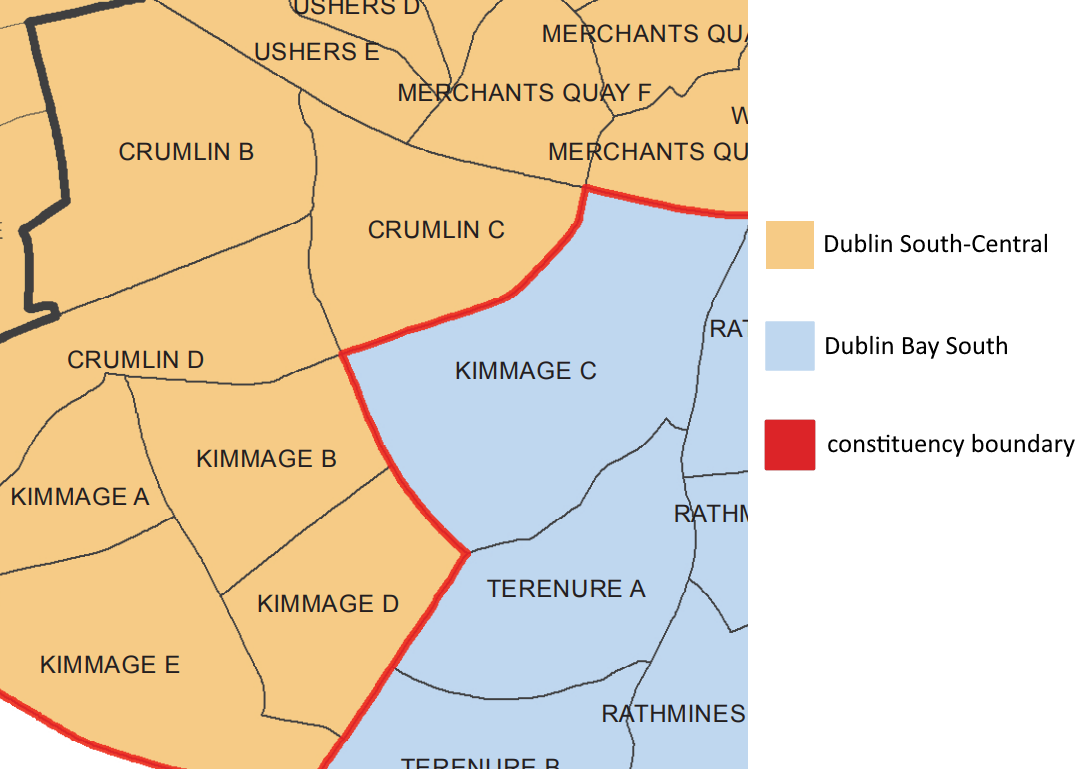 USHERS D
USHERS E
MERCHANTS QUA
MERCHANTS QUAY F
W
CRUMLIN B
MERCHANTS QU
CRUMLIN C
E
Dublin South-Central
RAT
Dublin Bay South
CRUMLIN D
KIMMAGE C
constituency boundary
KIMMAGE B
KIMMAGE A
RATHM
TERENURE A
KIMMAGE D
KIMMAGE E
RATHMINES
TERENURE B